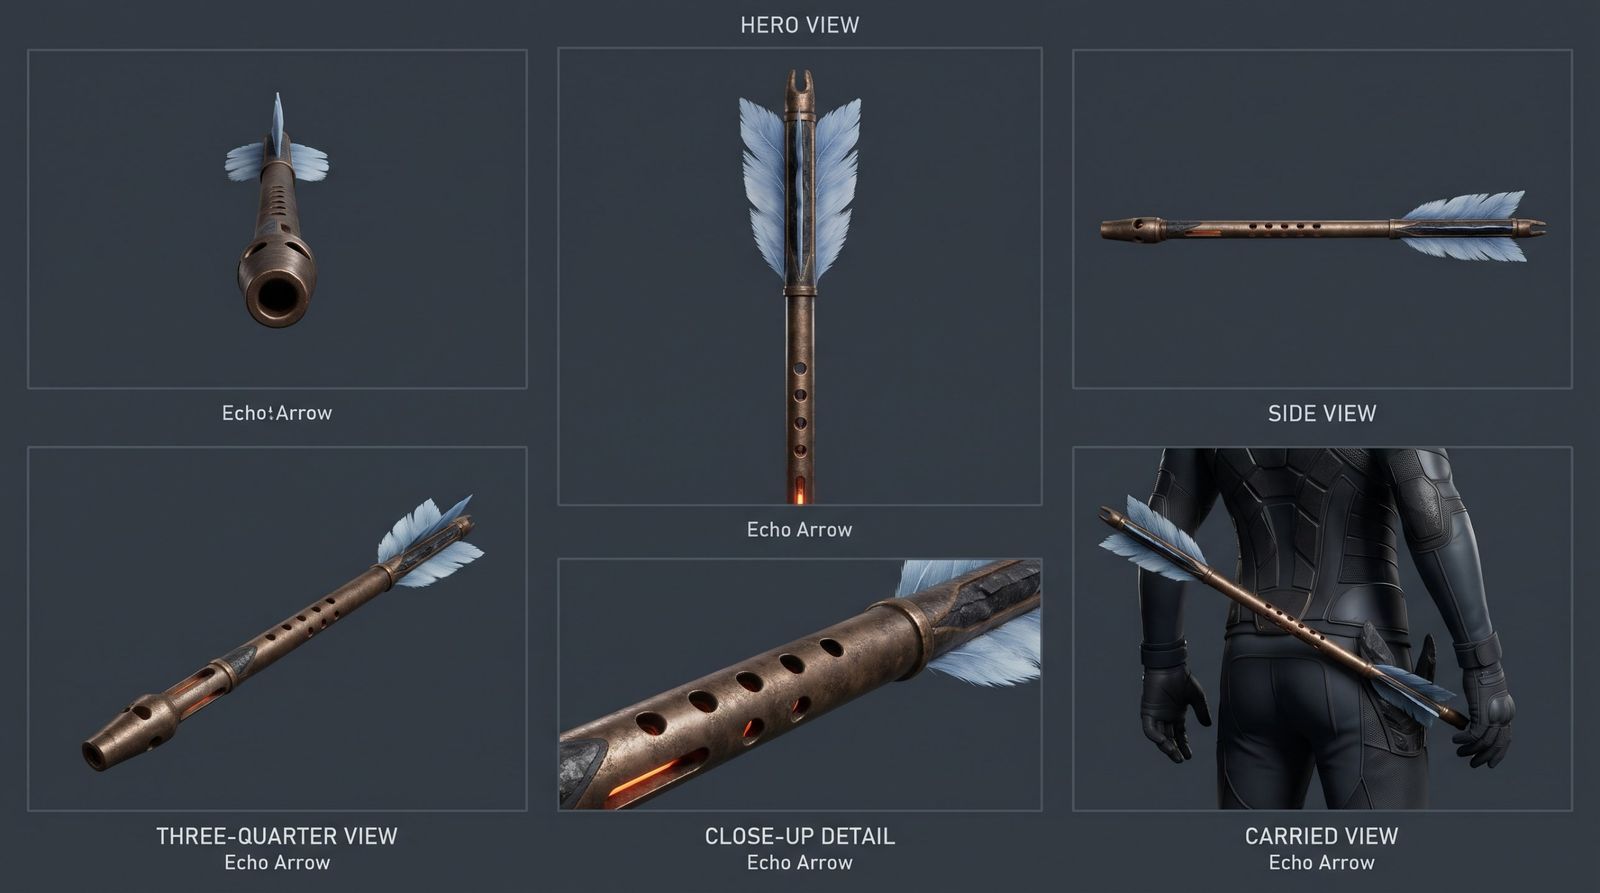 HERO VIEW
Echo:Arrow
SIDE VIEW
Echo Arrow
THREE-QUARTER VIEW
Echo Arrow
CLOSE-UP DETAIL
Echo Arrow
CARRIED VIEW
Echo Arrow